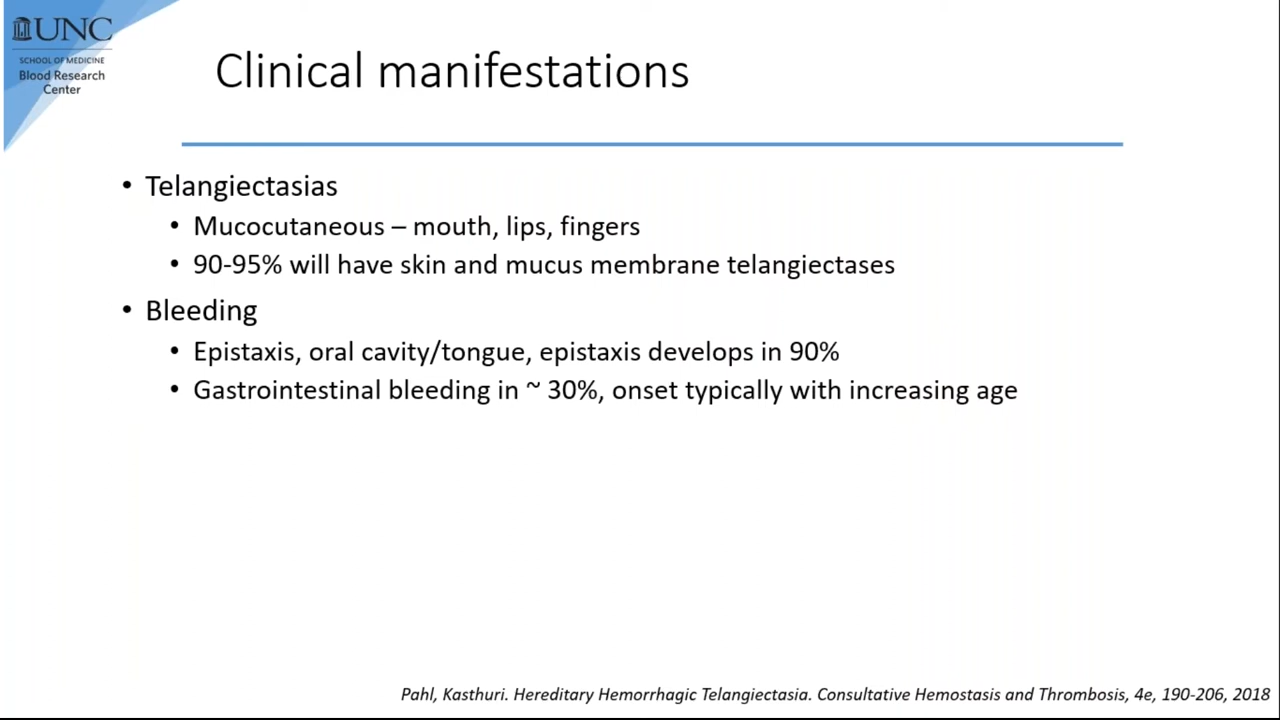 UNC
SCHOOL OF MEDICINE
Blood Research
Center
Clinical manifestations
• Telangiectasias
• Mucocutaneous – mouth, lips, fingers
• 90-95% will have skin and mucus membrane telangiectases
• Bleeding
• Epistaxis, oral cavity/tongue, epistaxis develops in 90%
• Gastrointestinal bleeding in ~ 30%, onset typically with increasing age
Pahl, Kasthuri. Hereditary Hemorrhagic Telangiectasia. Consultative Hemostasis and Thrombosis, 4e, 190-206, 2018